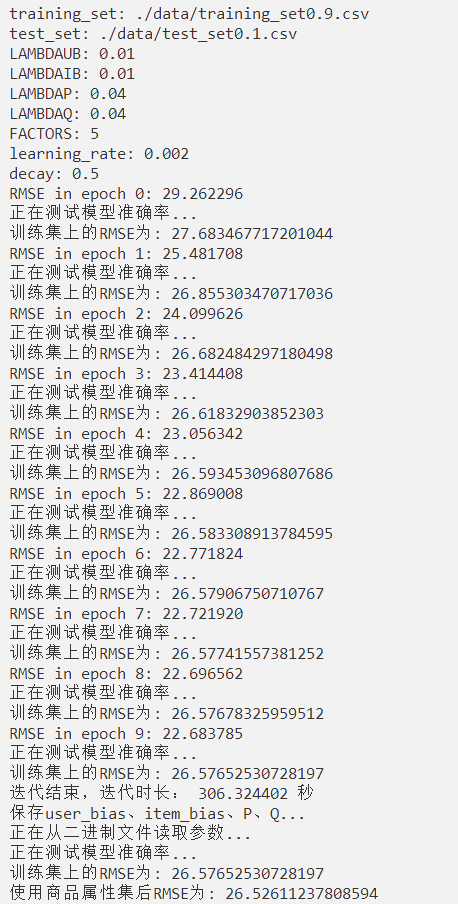 training_set: ./data/training_set0.9.csv
test_set: ./data/test_set0.1.csv
LAMBDAUB: 0.01
LAMBDAIB: 0.01
LAMBDAP: 0.04
LAMBDAQ: 0.04
FACTORS: 5
learning_rate: 0.002
decay: 0.5
RMSE in epoch 0: 29.262296
正在测试模型准确率...
训练集上的RMSE为: 27.683467717201044
RMSE in epoch 1: 25.481708
正在测试模型准确率...
训练集上的RMSE为: 26.855303470717036
RMSE in epoch 2: 24.099626
正在测试模型准确率...
训练集上的RMSE为: 26.682484297180498
RMSE in epoch 3: 23.414408
正在测试模型准确率...
训练集上的RMSE为: 26.61832903852303
RMSE in epoch 4: 23.056342
正在测试模型准确率...
训练集上的RMSE为: 26.593453096807686
RMSE in epoch 5: 22.869008
正在测试模型准确率...
训练集上的RMSE为: 26.583308913784595
RMSE in epoch 6: 22.771824
正在测试模型准确率...
训练集上的RMSE为: 26.57906750710767
RMSE in epoch 7: 22.721920
正在测试模型准确率...
训练集上的RMSE为: 26.57741557381252
RMSE in epoch 8: 22.696562
正在测试模型准确率...
训练集上的RMSE为: 26.57678325959512
RMSE in epoch 9: 22.683785
正在测试模型准确率...
训练集上的RMSE为: 26.57652530728197
迭代结束，迭代时长： 306.324402 秒
保存user_bias、item_bias、P、Q...
正在从二进制文件读取参数...
正在测试模型准确率...
训练集上的RMSE为: 26.57652530728197
使用商品属性集后RMSE为: 26.52611237808594